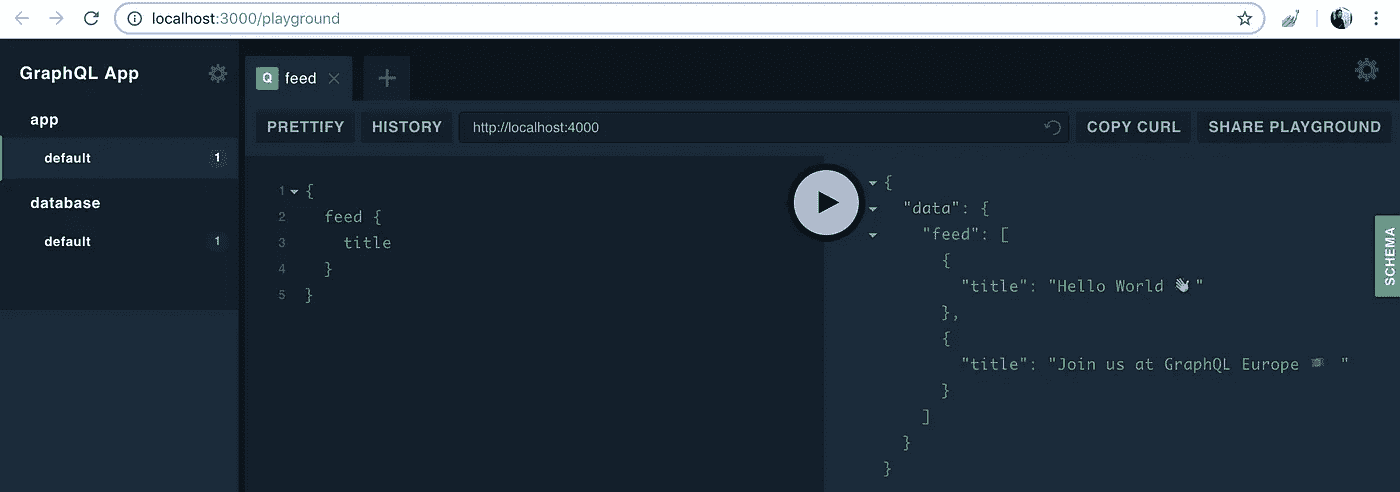 localhost:3000/playground
GraphQL App
app
default 1
database
default 1
Q feed
PRETTIFY HISTORY http://localhost:4000 COPY CURL SHARE PLAYGROUND
1 {
2 feed {
3 title
4 }
5 }
{
"data": {
"feed": [
{
"title": "Hello World 👋"
},
{
"title": "Join us at GraphQL Europe "
}
]
}
}
SCHEMA